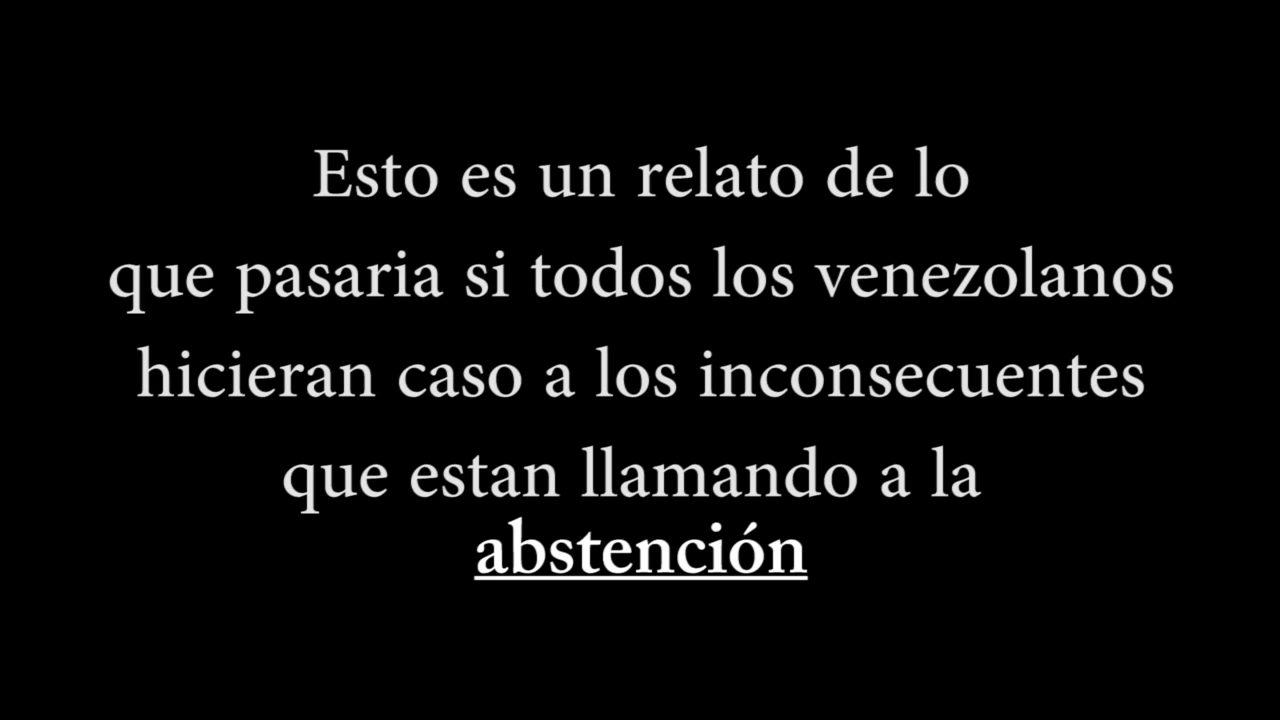 Esto es un relato de lo
que pasaria si todos los venezolanos
hicieran caso a los inconsecuentes
que estan llamando a la
abstención